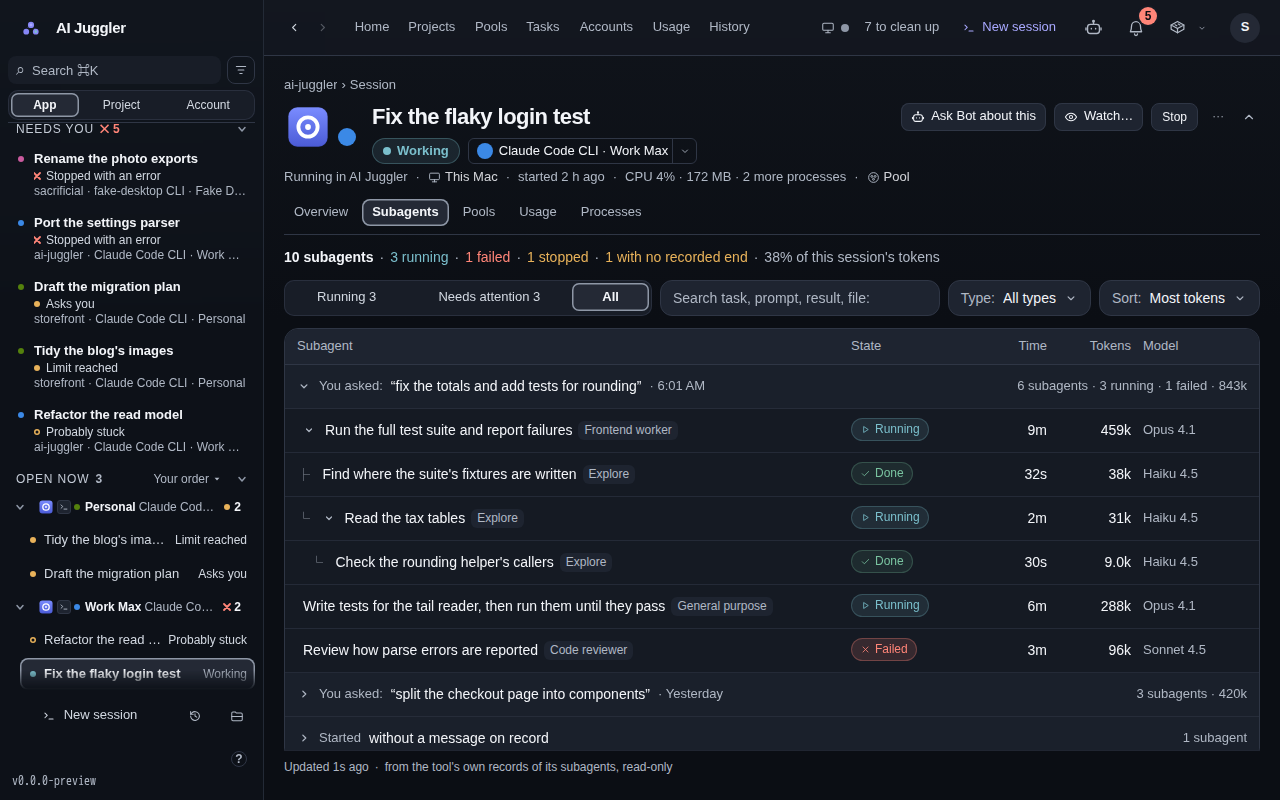 AI Juggler
Search ⌘K
App Project Account
NEEDS YOU 5
Rename the photo exports
Stopped with an error
sacrificial · fake-desktop CLI · Fake D…
Port the settings parser
Stopped with an error
ai-juggler · Claude Code CLI · Work …
Draft the migration plan
Asks you
storefront · Claude Code CLI · Personal
Tidy the blog's images
Limit reached
storefront · Claude Code CLI · Personal
Refactor the read model
Probably stuck
ai-juggler · Claude Code CLI · Work …
OPEN NOW 3 Your order
Personal Claude Cod… 2
Tidy the blog's ima… Limit reached
Draft the migration plan Asks you
Work Max Claude Co… 2
Refactor the read … Probably stuck
Fix the flaky login test Working
New session
?
v0.0.0-preview
Home Projects Pools Tasks Accounts Usage History 7 to clean up New session 5 S
ai-juggler › Session
Fix the flaky login test
Ask Bot about this Watch… Stop ···
Working Claude Code CLI · Work Max
Running in AI Juggler · This Mac · started 2 h ago · CPU 4% · 172 MB · 2 more processes · Pool
Overview Subagents Pools Usage Processes
10 subagents · 3 running · 1 failed · 1 stopped · 1 with no recorded end · 38% of this session's tokens
Running 3 Needs attention 3 All Search task, prompt, result, file: Type: All types Sort: Most tokens
Subagent State Time Tokens Model
You asked: “fix the totals and add tests for rounding” · 6:01 AM 6 subagents · 3 running · 1 failed · 843k
Run the full test suite and report failures Frontend worker Running 9m 459k Opus 4.1
Find where the suite's fixtures are written Explore Done 32s 38k Haiku 4.5
Read the tax tables Explore Running 2m 31k Haiku 4.5
Check the rounding helper's callers Explore Done 30s 9.0k Haiku 4.5
Write tests for the tail reader, then run them until they pass General purpose Running 6m 288k Opus 4.1
Review how parse errors are reported Code reviewer Failed 3m 96k Sonnet 4.5
You asked: “split the checkout page into components” · Yesterday 3 subagents · 420k
Started without a message on record 1 subagent
Updated 1s ago · from the tool's own records of its subagents, read-only